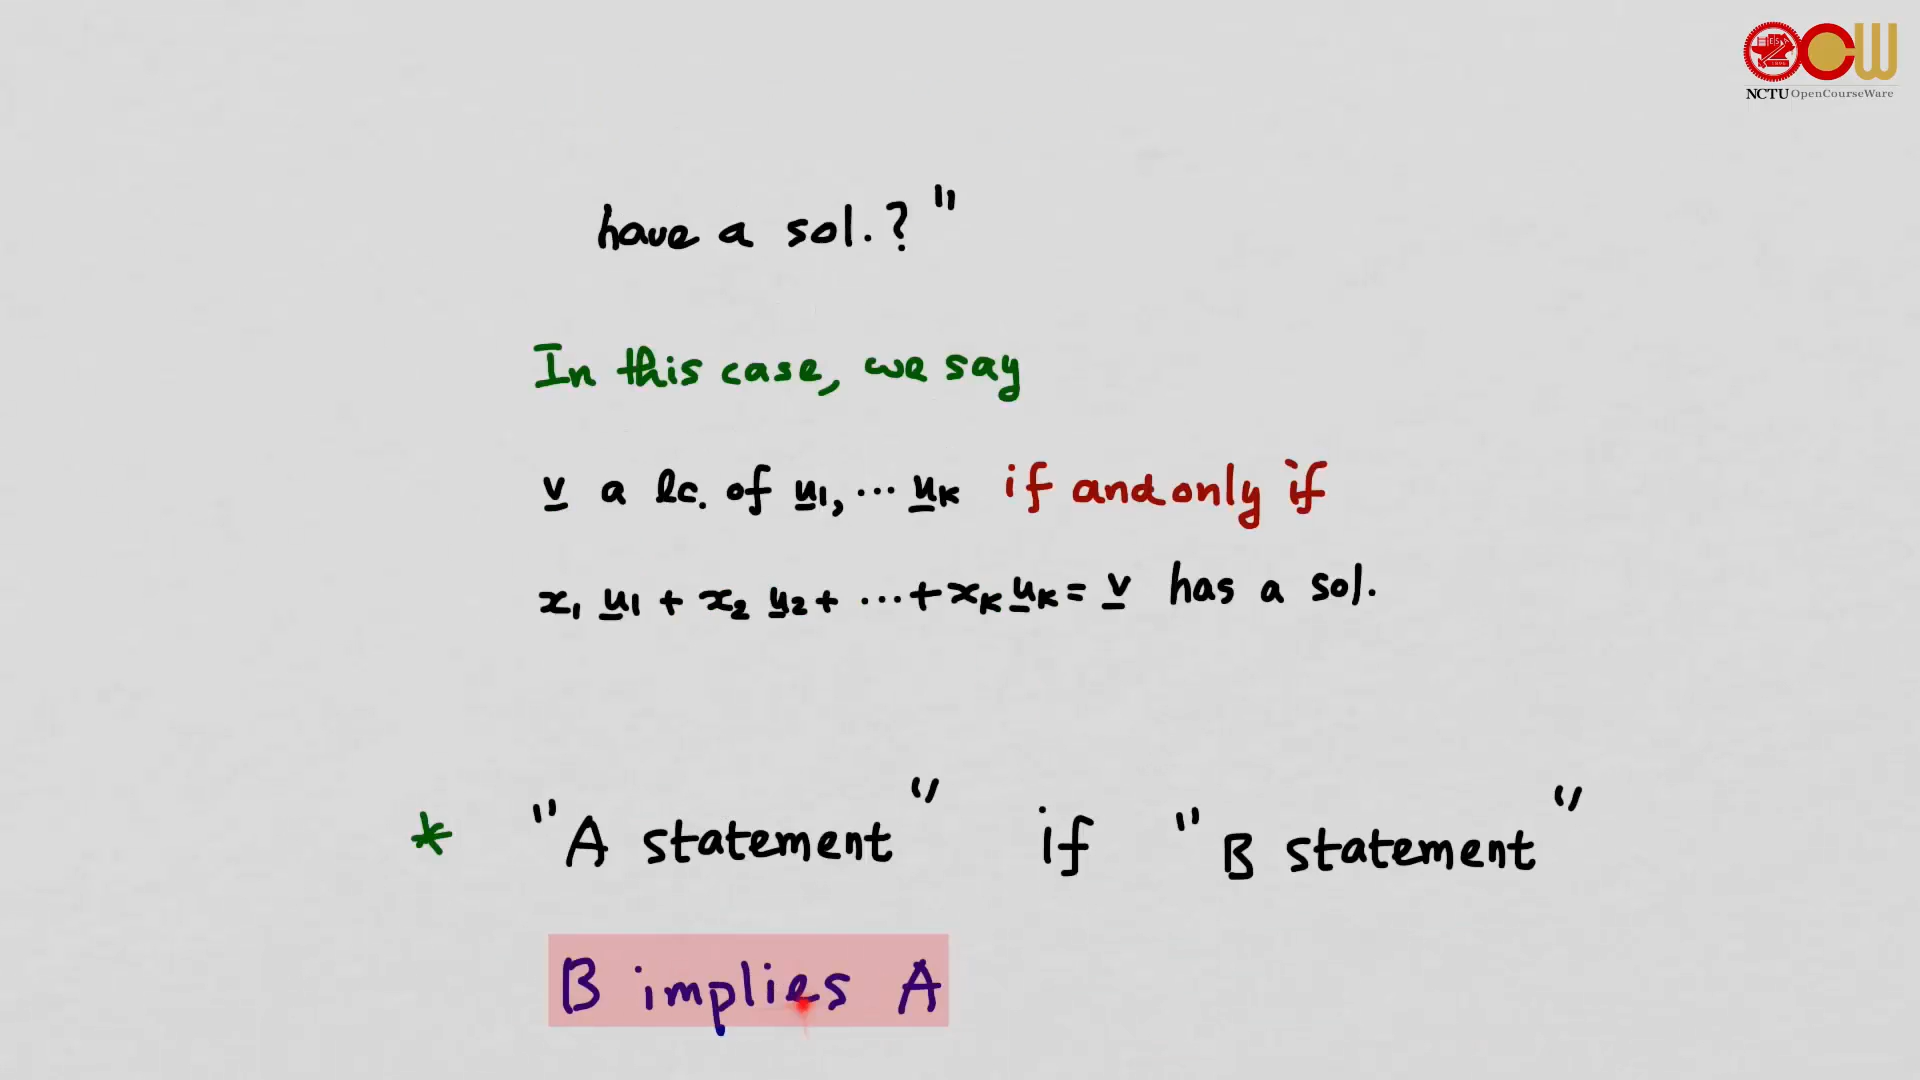 NCTU OpenCourseWare
have a sol.?"
In this case, we say
v a lc. of u1, ... uk if and only if
x1 u1 + x2 u2 + ... + xk uk = v has a sol.
* "A statement" if "B statement"
B implies A